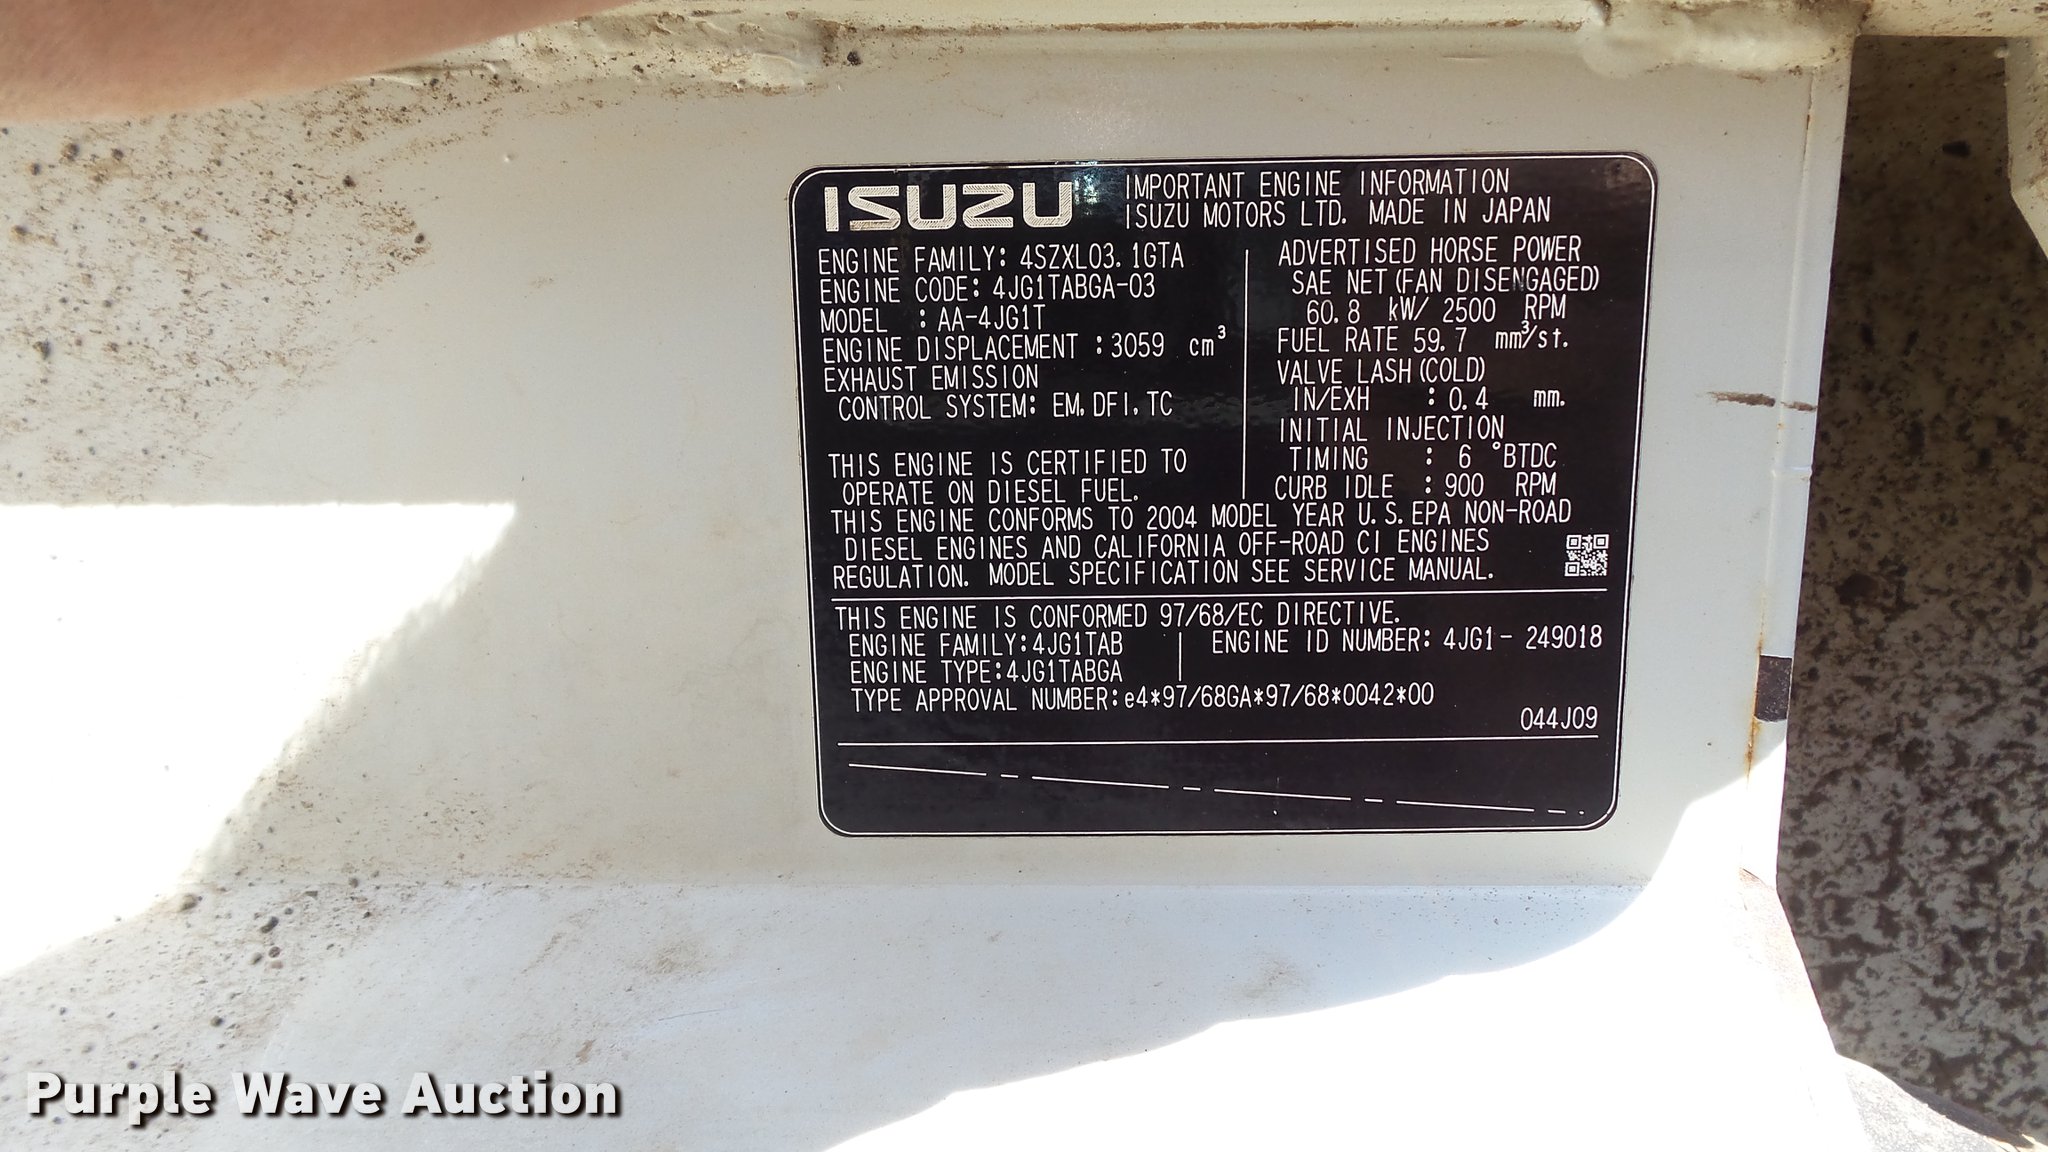 ISUZU
IMPORTANT ENGINE INFORMATION
ISUZU MOTORS LTD. MADE IN JAPAN
ENGINE FAMILY: 4SZXL03.1GTA
ENGINE CODE: 4JG1TABGA-03
MODEL : AA-4JG1T
ENGINE DISPLACEMENT : 3059 cm³
EXHAUST EMISSION
CONTROL SYSTEM: EM, DFI, TC
THIS ENGINE IS CERTIFIED TO
OPERATE ON DIESEL FUEL.
ADVERTISED HORSE POWER
SAE NET (FAN DISENGAGED)
60.8 kW/ 2500 RPM
FUEL RATE 59.7 mm³/st.
VALVE LASH (COLD)
IN/EXH : 0.4 mm.
INITIAL INJECTION
TIMING : 6 °BTDC
CURB IDLE : 900 RPM
THIS ENGINE CONFORMS TO 2004 MODEL YEAR U.S. EPA NON-ROAD
DIESEL ENGINES AND CALIFORNIA OFF-ROAD CI ENGINES
REGULATION. MODEL SPECIFICATION SEE SERVICE MANUAL.
THIS ENGINE IS CONFORMED 97/68/EC DIRECTIVE.
ENGINE FAMILY: 4JG1TAB
ENGINE ID NUMBER: 4JG1- 249018
ENGINE TYPE: 4JG1TABGA
TYPE APPROVAL NUMBER: e4*97/68GA*97/68*0042*00
044J09
Purple Wave Auction